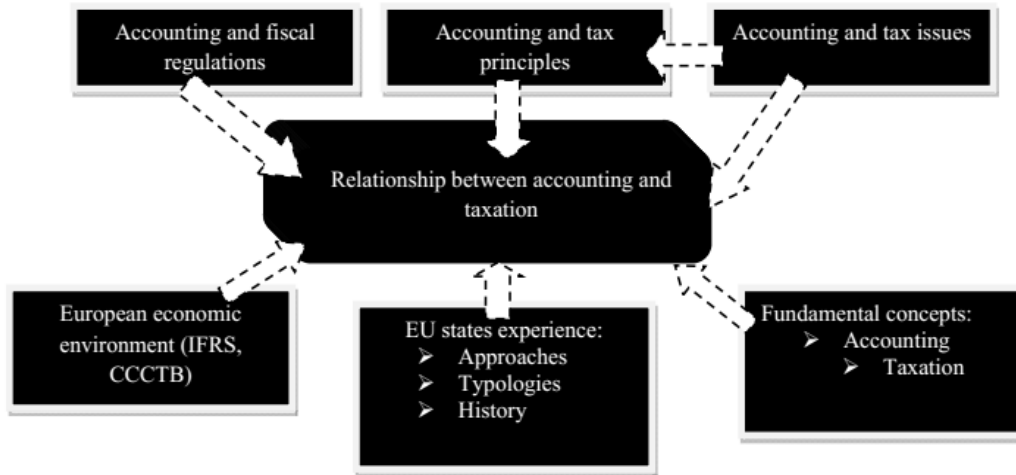 Accounting and fiscal
regulations
Accounting and tax
principles
Accounting and tax issues
Relationship between accounting and
taxation
European economic
environment (IFRS,
CCCTB)
EU states experience:
➢ Approaches
➢ Typologies
➢ History
Fundamental concepts:
➢ Accounting
➢ Taxation